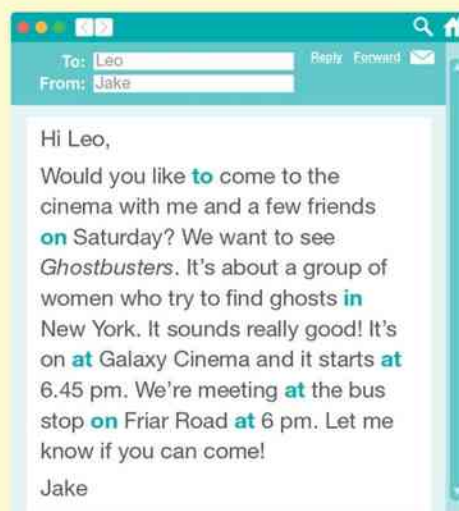 To: Leo
Reply Forward
From: Jake
Hi Leo,
Would you like to come to the
cinema with me and a few friends
on Saturday? We want to see
Ghostbusters. It's about a group of
women who try to find ghosts in
New York. It sounds really good! It's
on at Galaxy Cinema and it starts at
6.45 pm. We're meeting at the bus
stop on Friar Road at 6 pm. Let me
know if you can come!
Jake